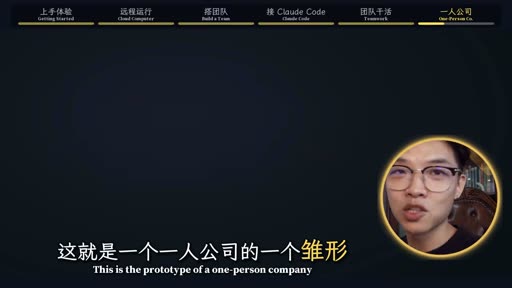 上手体验
Getting Started
远程运行
Cloud Computer
搭团队
Build a Team
接 Claude Code
Claude Code
团队干活
Teamwork
一人公司
One-Person Co.
这就是一个一人公司的一个雏形
This is the prototype of a one-person company